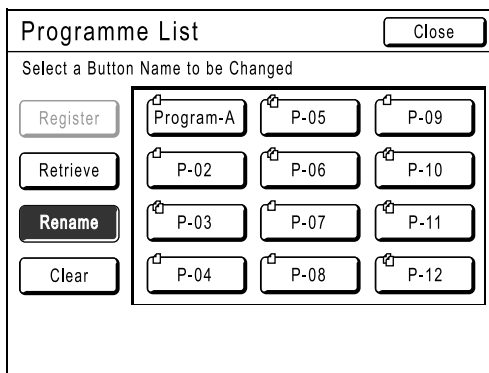 Programme List
Close
Select a Button Name to be Changed
Register
Program-A
P-05
P-09
Retrieve
P-02
P-06
P-10
Rename
P-03
P-07
P-11
Clear
P-04
P-08
P-12